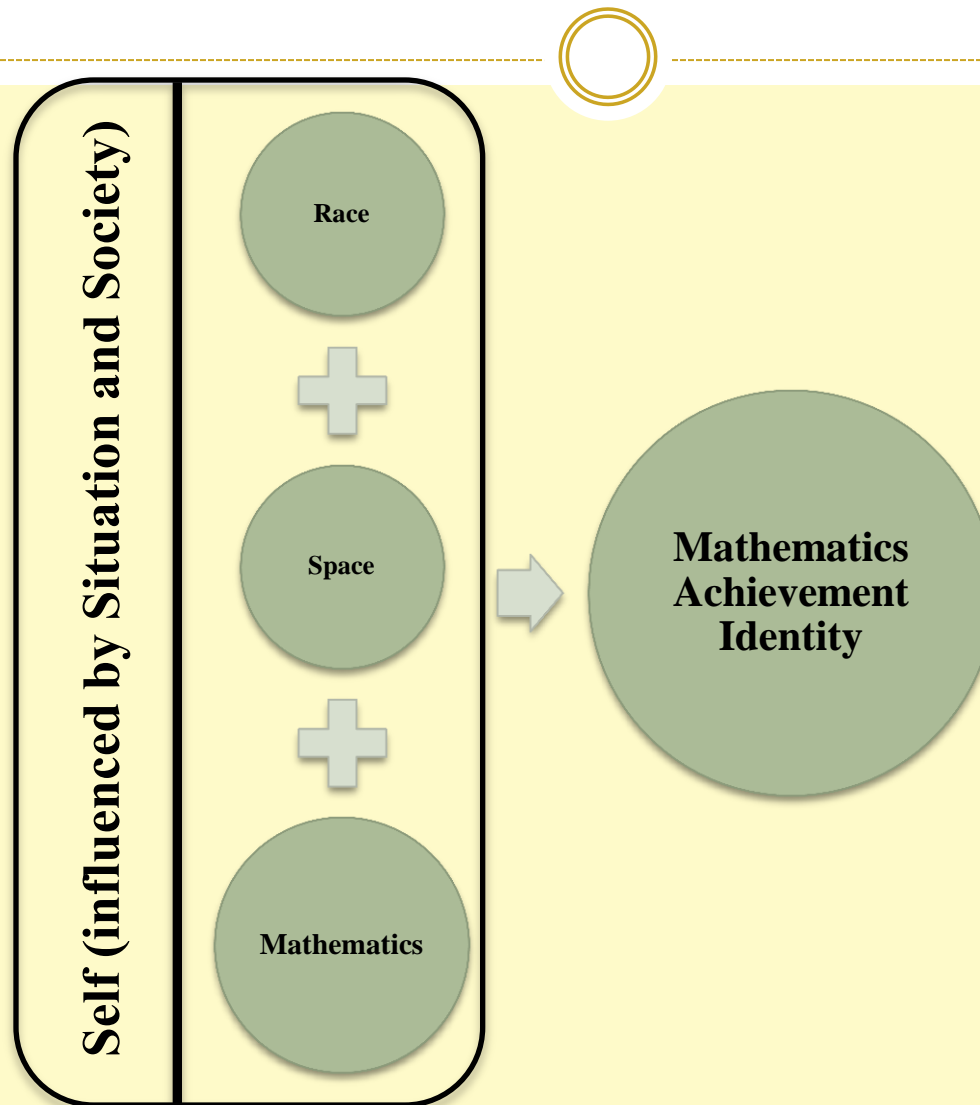 Self (influenced by Situation and Society)
Race
Space
Mathematics
Mathematics
Achievement
Identity